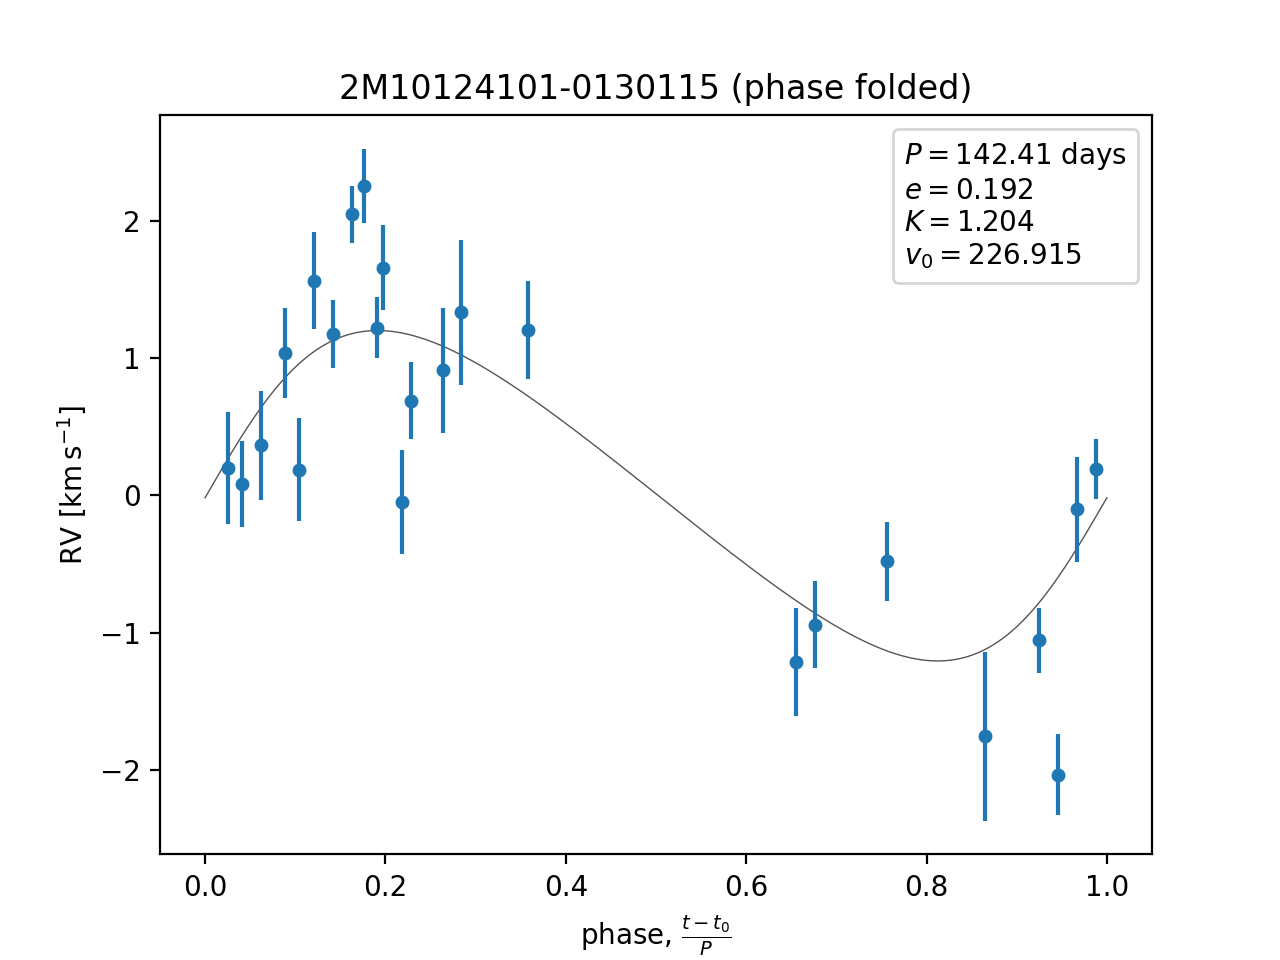 2M10124101-0130115 (phase folded)
P = 142.41 days
e = 0.192
K = 1.204
v₀ = 226.915
RV [km s⁻¹]
2
1
0
−1
−2
0.0 0.2 0.4 0.6 0.8 1.0
phase, (t − t₀)/P